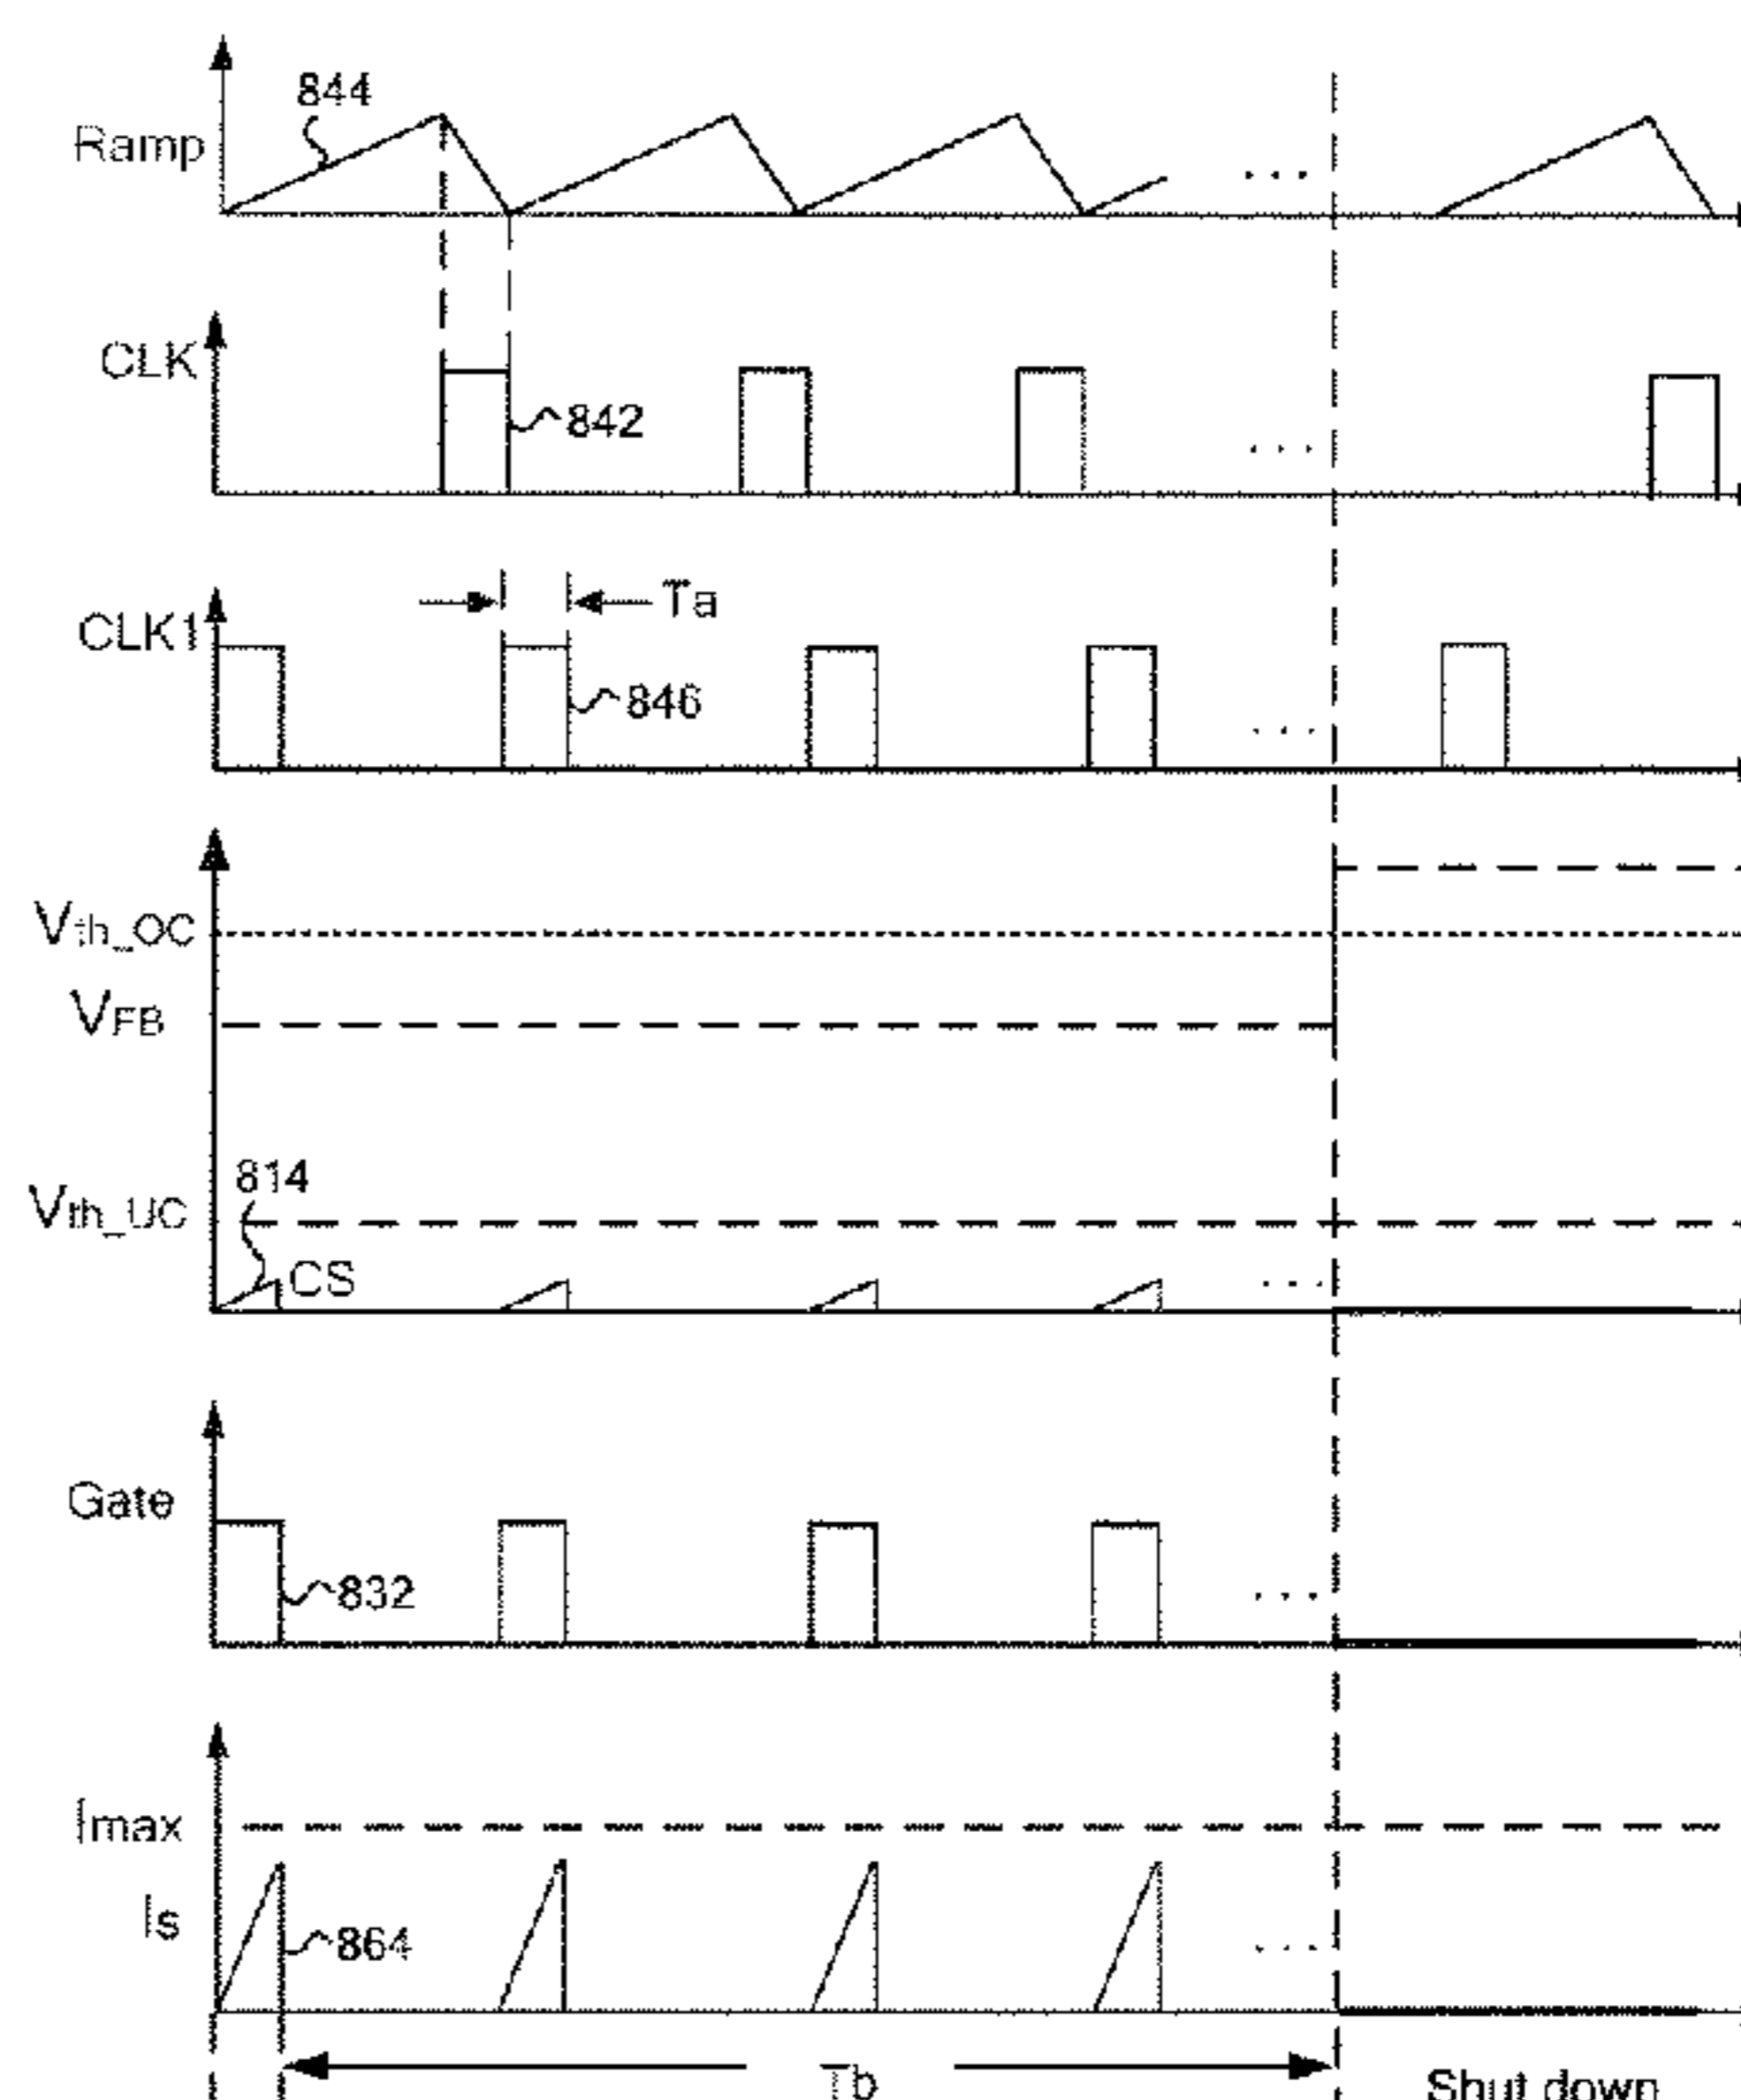 844
Ramp
CLK
842
Ta
CLK1
846
Vth_OC
VFB
814
Vth_UC
CS
Gate
832
Imax
Is
864
Tb
Shut down